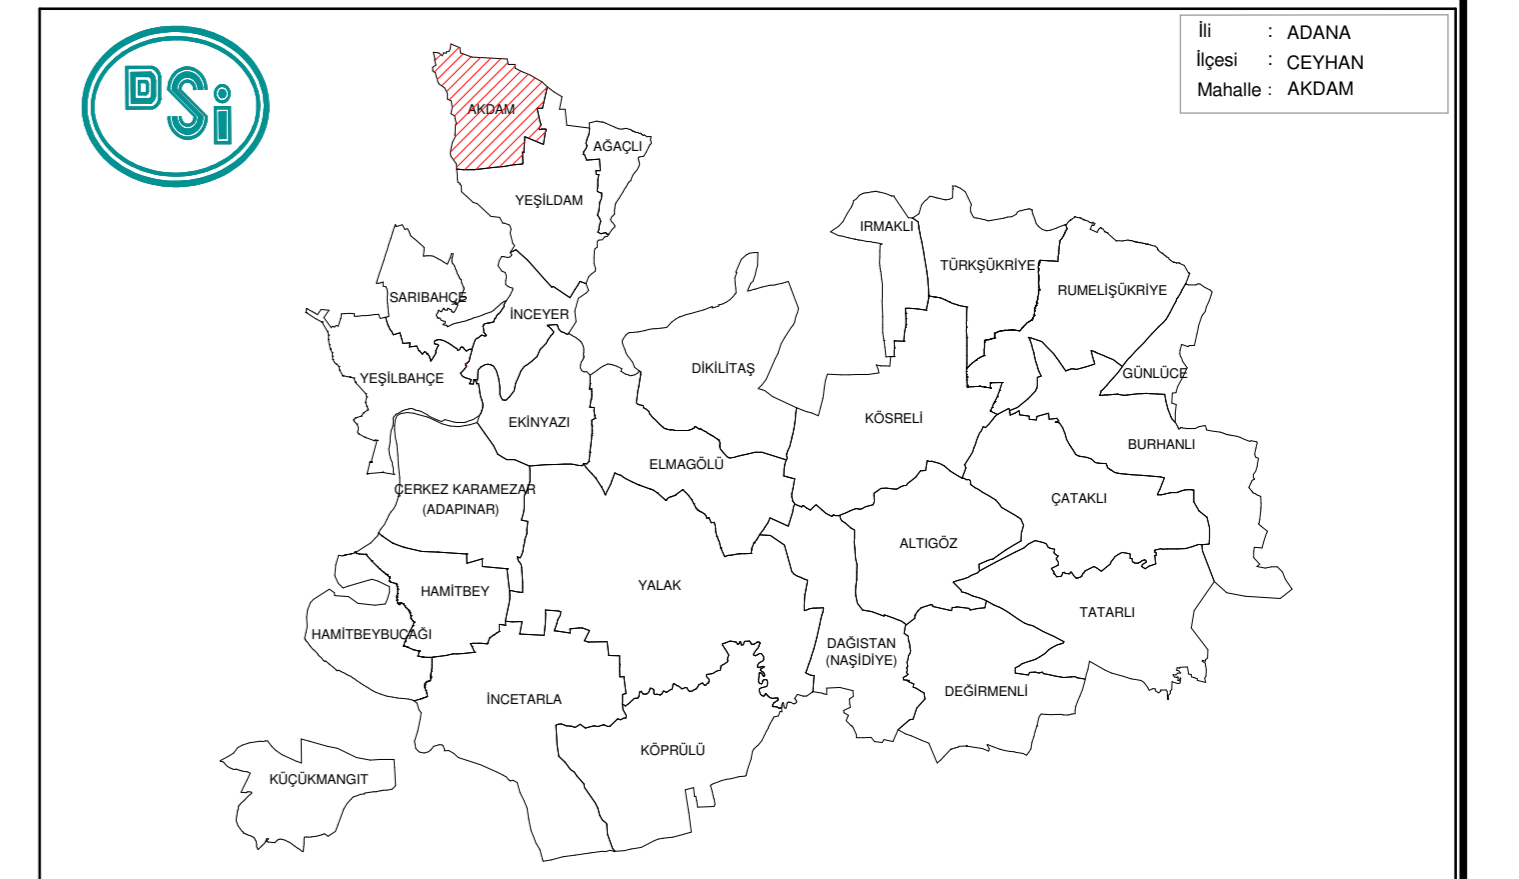 DSi
İli : ADANA
İlçesi : CEYHAN
Mahalle : AKDAM
AKDAM
AĞAÇLI
YEŞİLDAM
IRMAKLI
TÜRKŞÜKRİYE
RUMELİŞÜKRİYE
SARIBAHÇE
İNCEYER
DİKİLİTAŞ
GÜNLÜCE
YEŞİLBAHÇE
EKİNYAZI
KÖSRELİ
BURHANLI
ELMAGÖLÜ
ÇERKEZ KARAMEZAR
(ADAPINAR)
ÇATAKLI
ALTIGÖZ
YALAK
HAMİTBEY
TATARLI
HAMİTBEYBUCAĞI
DAĞISTAN
(NAŞİDİYE)
DEĞİRMENLİ
İNCETARLA
KÖPRÜLÜ
KÜÇÜKMANGIT